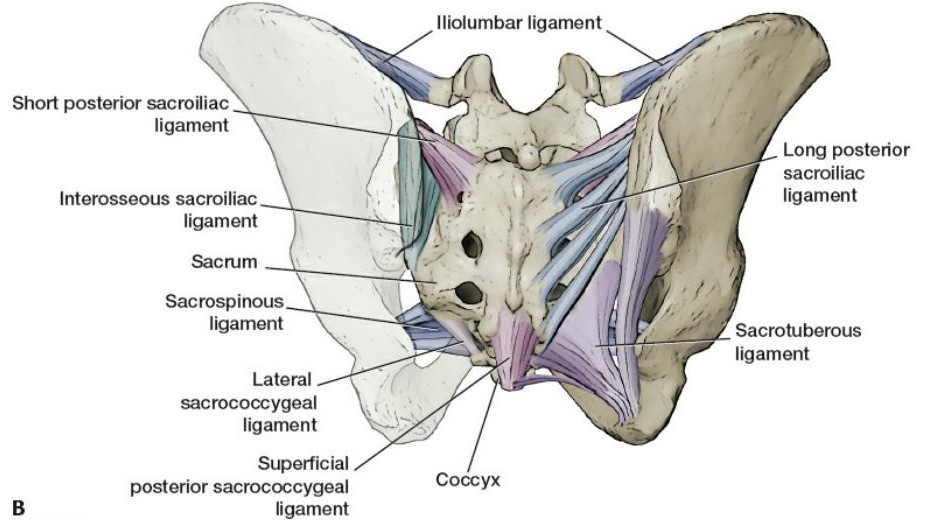 Iliolumbar ligament
Short posterior sacroiliac
ligament
Long posterior
sacroiliac
ligament
Interosseous sacroiliac
ligament
Sacrum
Sacrospinous
ligament
Sacrotuberous
ligament
Lateral
sacrococcygeal
ligament
Superficial
posterior sacrococcygeal
ligament
Coccyx
B